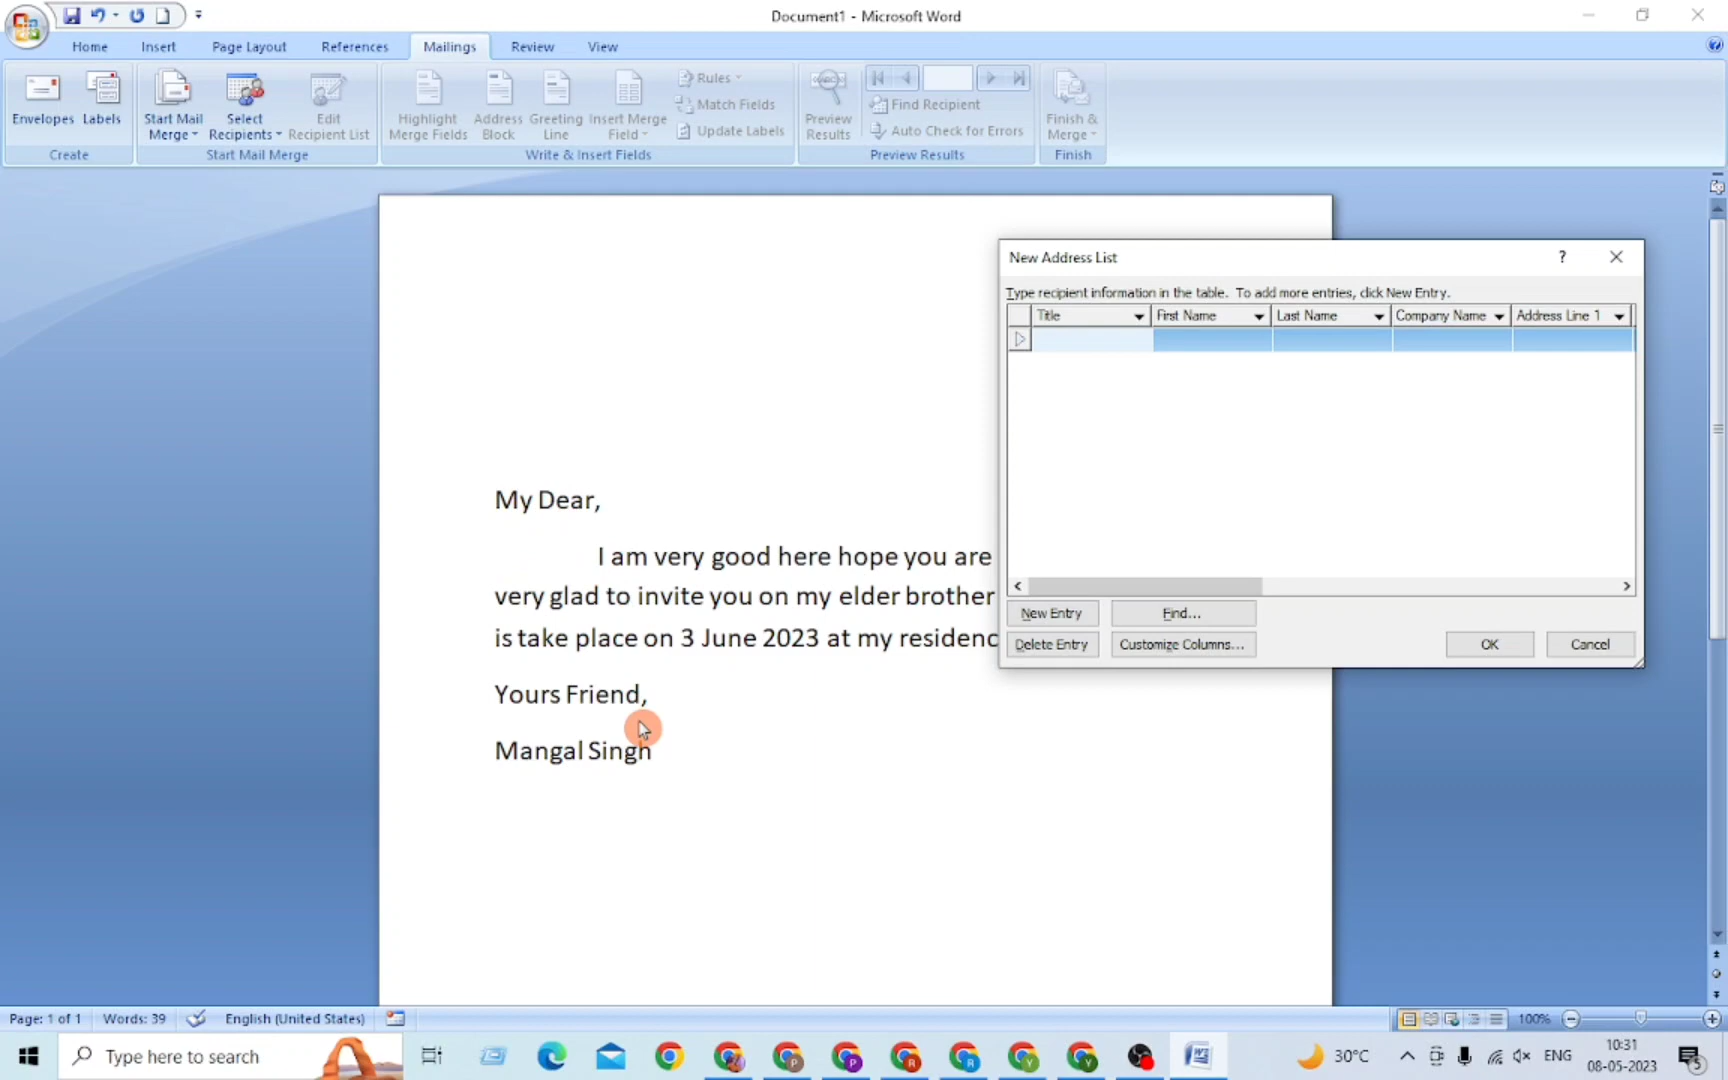 Document1 - Microsoft Word
Home Insert Page Layout References Mailings Review View
Envelopes Labels
Create
Start Mail Merge Select Recipients Edit Recipient List
Start Mail Merge
Highlight Merge Fields Address Block Greeting Line Insert Merge Field
Rules
Match Fields
Update Labels
Write & Insert Fields
Preview Results
Find Recipient
Auto Check for Errors
Preview Results
Finish & Merge
Finish
My Dear,
I am very good here hope you are
very glad to invite you on my elder brother
is take place on 3 June 2023 at my residenc
Yours Friend,
Mangal Singh
New Address List
Type recipient information in the table. To add more entries, click New Entry.
Title First Name Last Name Company Name Address Line 1
New Entry Find...
Delete Entry Customize Columns... OK Cancel
Page: 1 of 1 Words: 39 English (United States) 100%
Type here to search 30°C ENG 10:31
08-05-2023 5